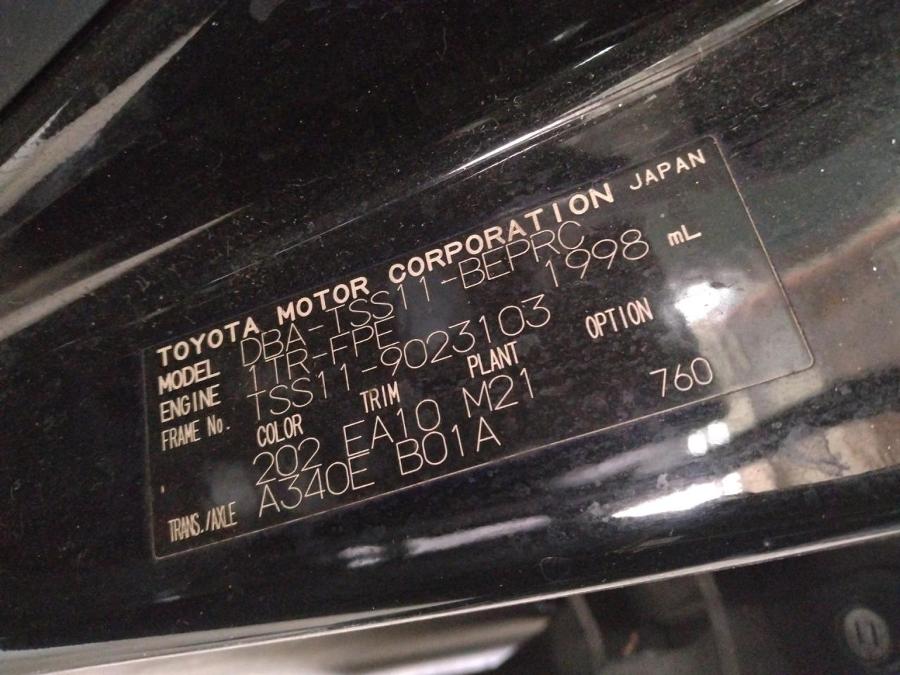 TOYOTA MOTOR CORPORATION JAPAN
MODEL DBA-TSS11-BEPRC
ENGINE 1TR-FPE 1998 mL
FRAME No. TSS11-9023103
COLOR TRIM PLANT OPTION
202 EA10 M21 760
TRANS./AXLE A340E B01A